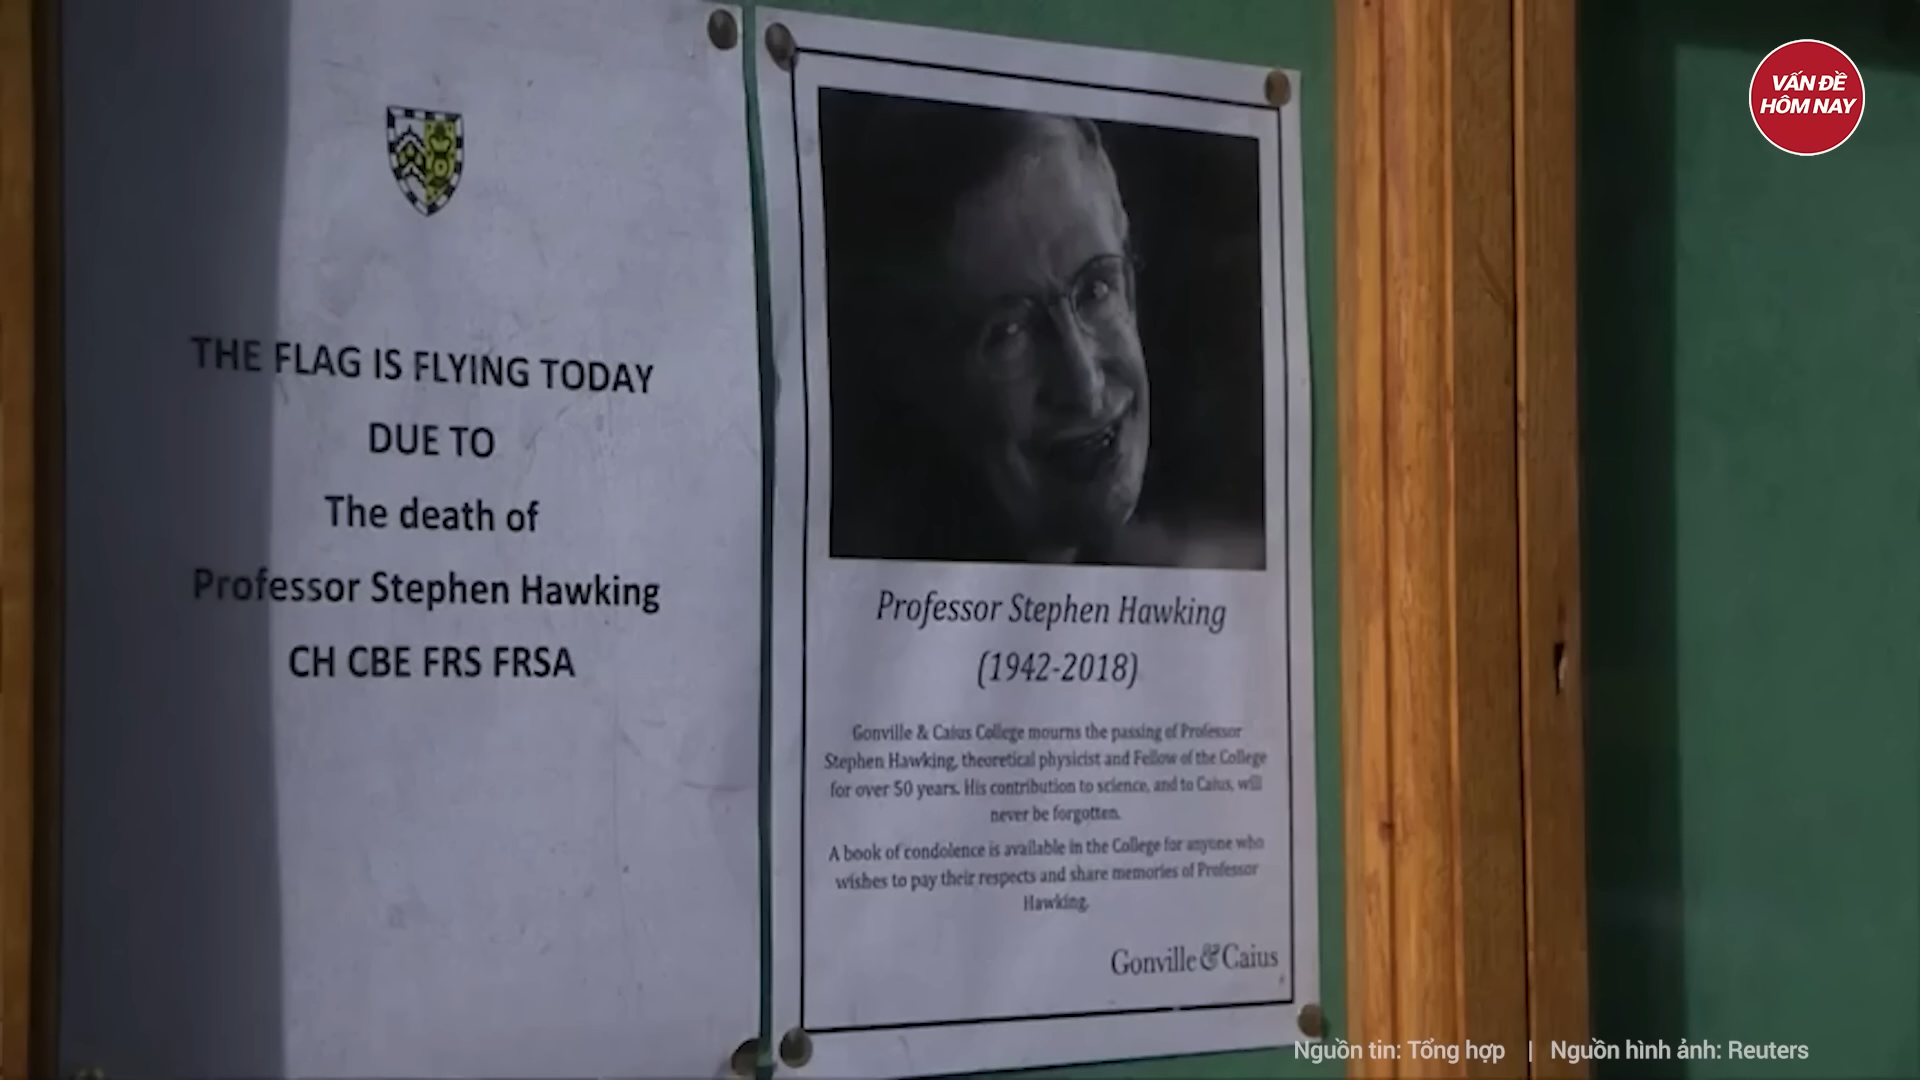 THE FLAG IS FLYING TODAY
DUE TO
The death of
Professor Stephen Hawking
CH CBE FRS FRSA
Professor Stephen Hawking
(1942-2018)
Gonville & Caius College mourns the passing of Professor
Stephen Hawking, theoretical physicist and Fellow of the College
for over 50 years. His contribution to science, and to Caius, will
never be forgotten.
A book of condolence is available in the College for anyone who
wishes to pay their respects and share memories of Professor
Hawking.
Gonville & Caius
VẤN ĐỀ
HÔM NAY
Nguồn tin: Tổng hợp | Nguồn hình ảnh: Reuters